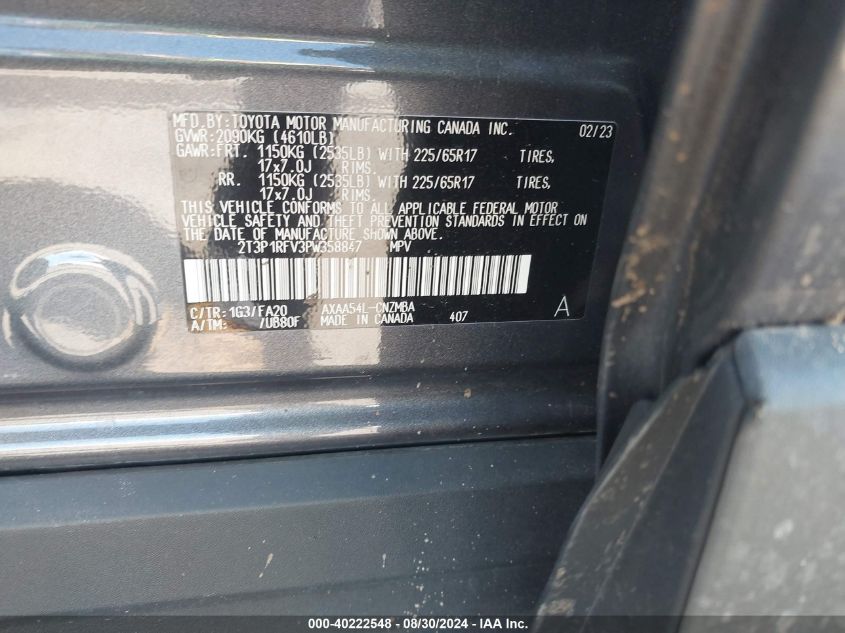 MFD.BY:TOYOTA MOTOR MANUFACTURING CANADA INC. 02/23
GVWR:2090KG (4610LB)
GAWR:FRT. 1150KG (2535LB) WITH 225/65R17 TIRES,
17x7.0J RIMS.
RR. 1150KG (2535LB) WITH 225/65R17 TIRES,
17x7.0J RIMS.
THIS VEHICLE CONFORMS TO ALL APPLICABLE FEDERAL MOTOR
VEHICLE SAFETY AND THEFT PREVENTION STANDARDS IN EFFECT ON
THE DATE OF MANUFACTURE SHOWN ABOVE.
2T3P1RFV3PW358847 MPV
C/TR:1G3/FA20 AXAA54L-CNZMBA A
A/TM: /UB80F MADE IN CANADA 407
000-40222548 - 08/30/2024 - IAA Inc.